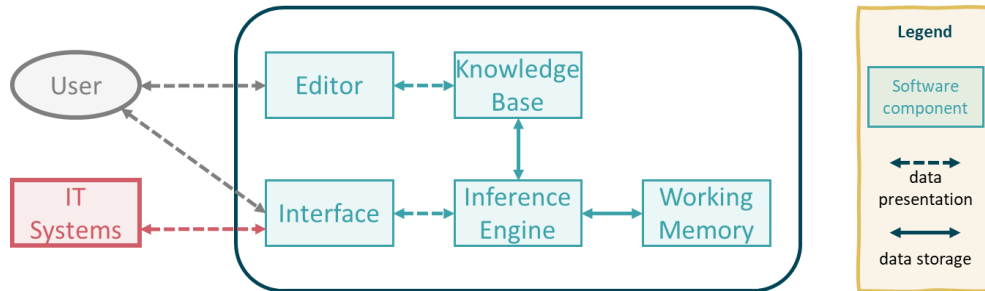 User
Editor
Knowledge
Base
IT
Systems
Interface
Inference
Engine
Working
Memory
Legend
Software
component
data
presentation
data storage